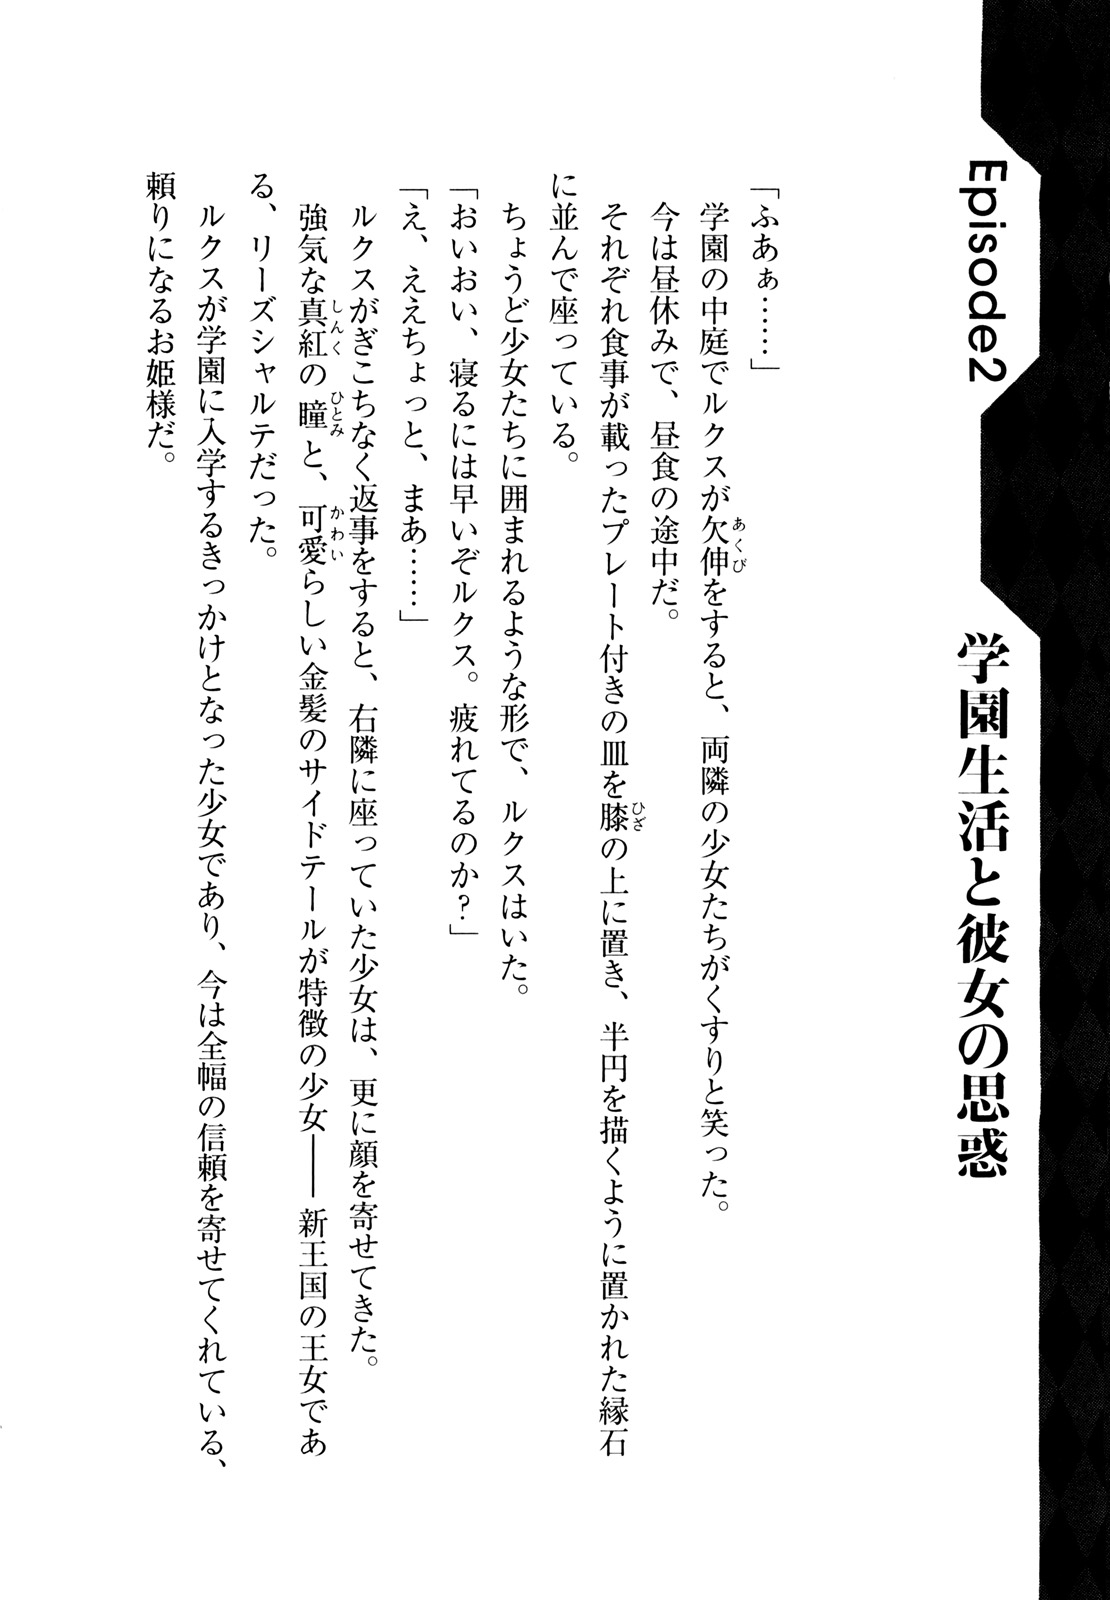 Episode2
学園生活と彼女の思惑
「ふあぁ……」
学園の中庭でルクスが欠伸をすると、両隣の少女たちがくすりと笑った。
今は昼休みで、昼食の途中だ。
それぞれ食事が載ったプレート付きの皿を膝の上に置き、半円を描くように置かれた縁石
に並んで座っている。
ちょうど少女たちに囲まれるような形で、ルクスはいた。
「おいおい、寝るには早いぞルクス。疲れてるのか？」
「え、ええちょっと、まあ……」
ルクスがぎこちなく返事をすると、右隣に座っていた少女は、更に顔を寄せてきた。
強気な真紅の瞳と、可愛らしい金髪のサイドテールが特徴の少女――新王国の王女であ
る、リーズシャルテだった。
ルクスが学園に入学するきっかけとなった少女であり、今は全幅の信頼を寄せてくれている、
頼りになるお姫様だ。